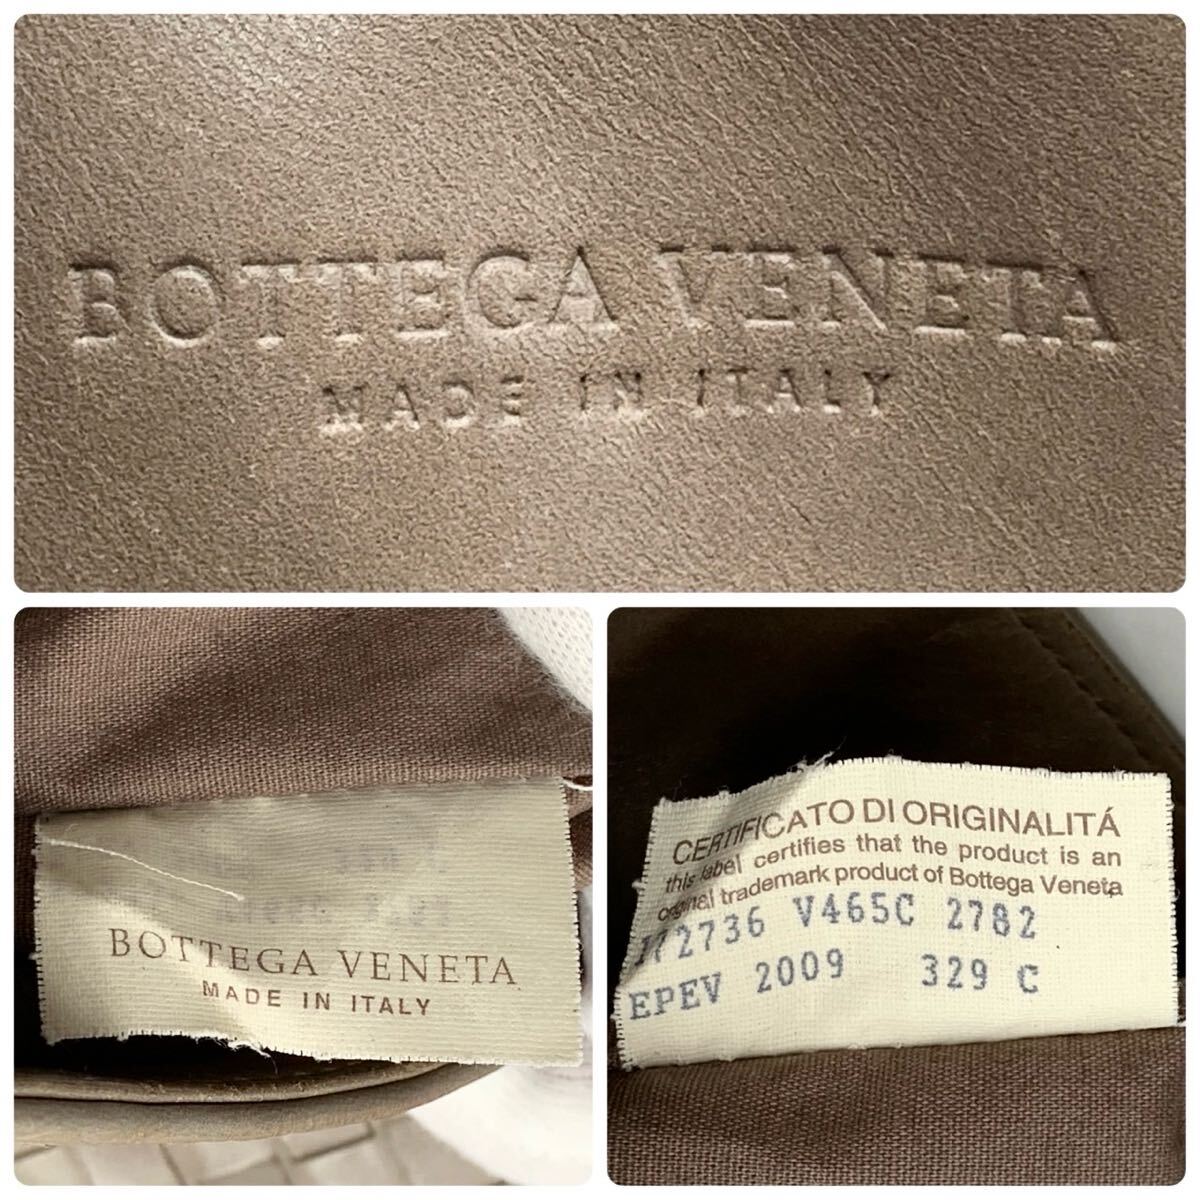 BOTTEGA VENETA
MADE IN ITALY
BOTTEGA VENETA
MADE IN ITALY
CERTIFICATO DI ORIGINALITÁ
this label certifies that the product is an
original trademark product of Bottega Veneta
172736 V465C 2782
EPEV 2009 329 C